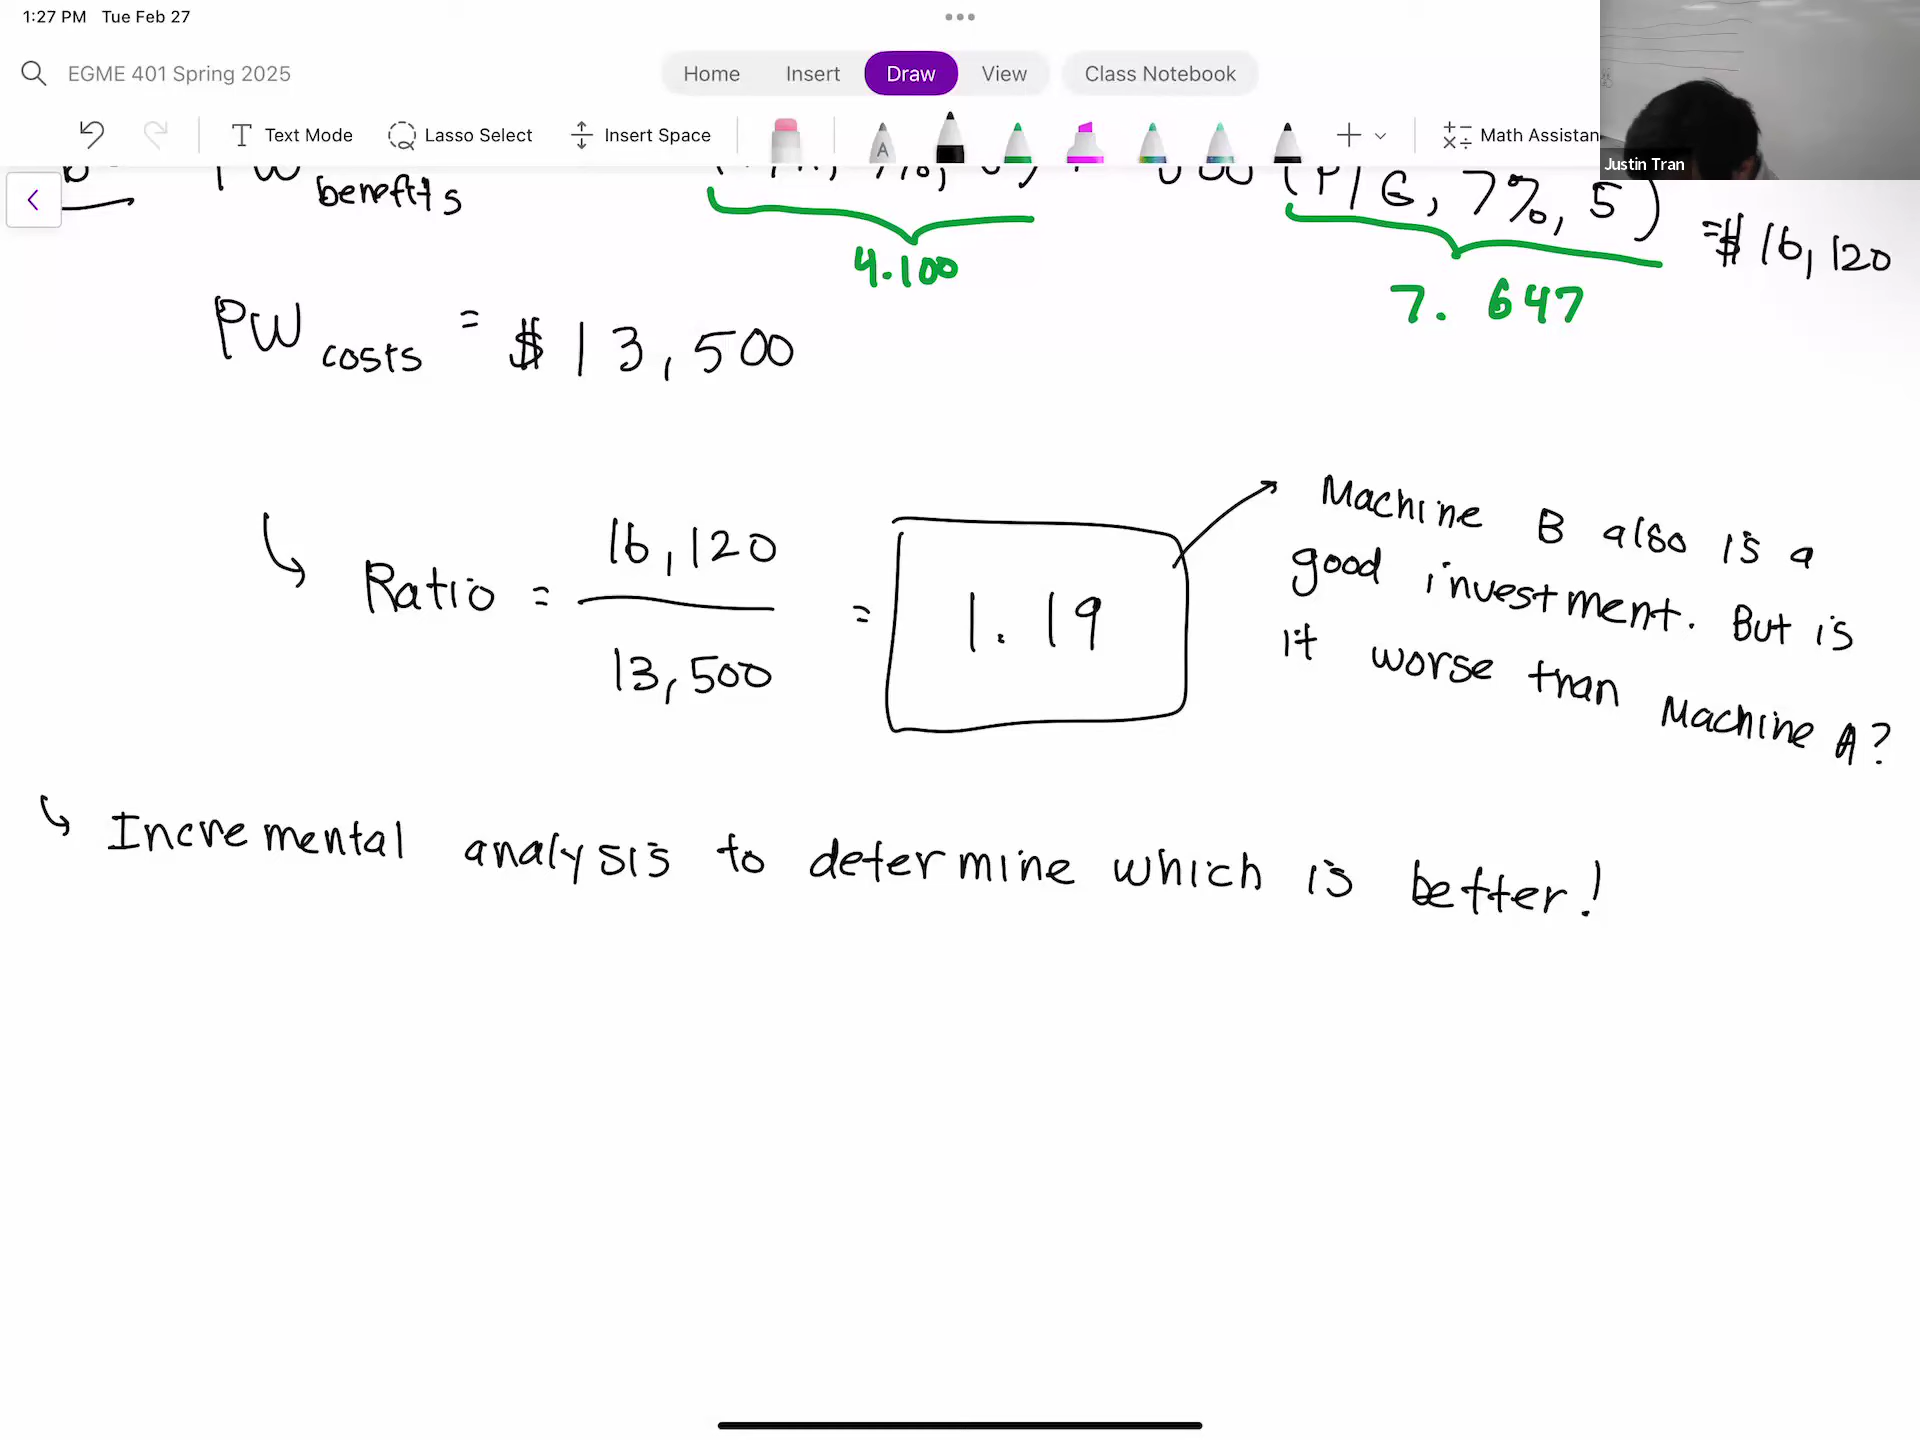 1:27 PM Tue Feb 27
EGME 401 Spring 2025
Home Insert Draw View Class Notebook
Text Mode Lasso Select Insert Space Math Assistan
Justin Tran
PW benefits (P/G, 7%, 5) = $16,120
4.100
7.647
PW costs = $13,500
Ratio = 16,120 / 13,500 = 1.19
Machine B also is a
good investment. But is
it worse than Machine A?
↳ Incremental analysis to determine which is better!